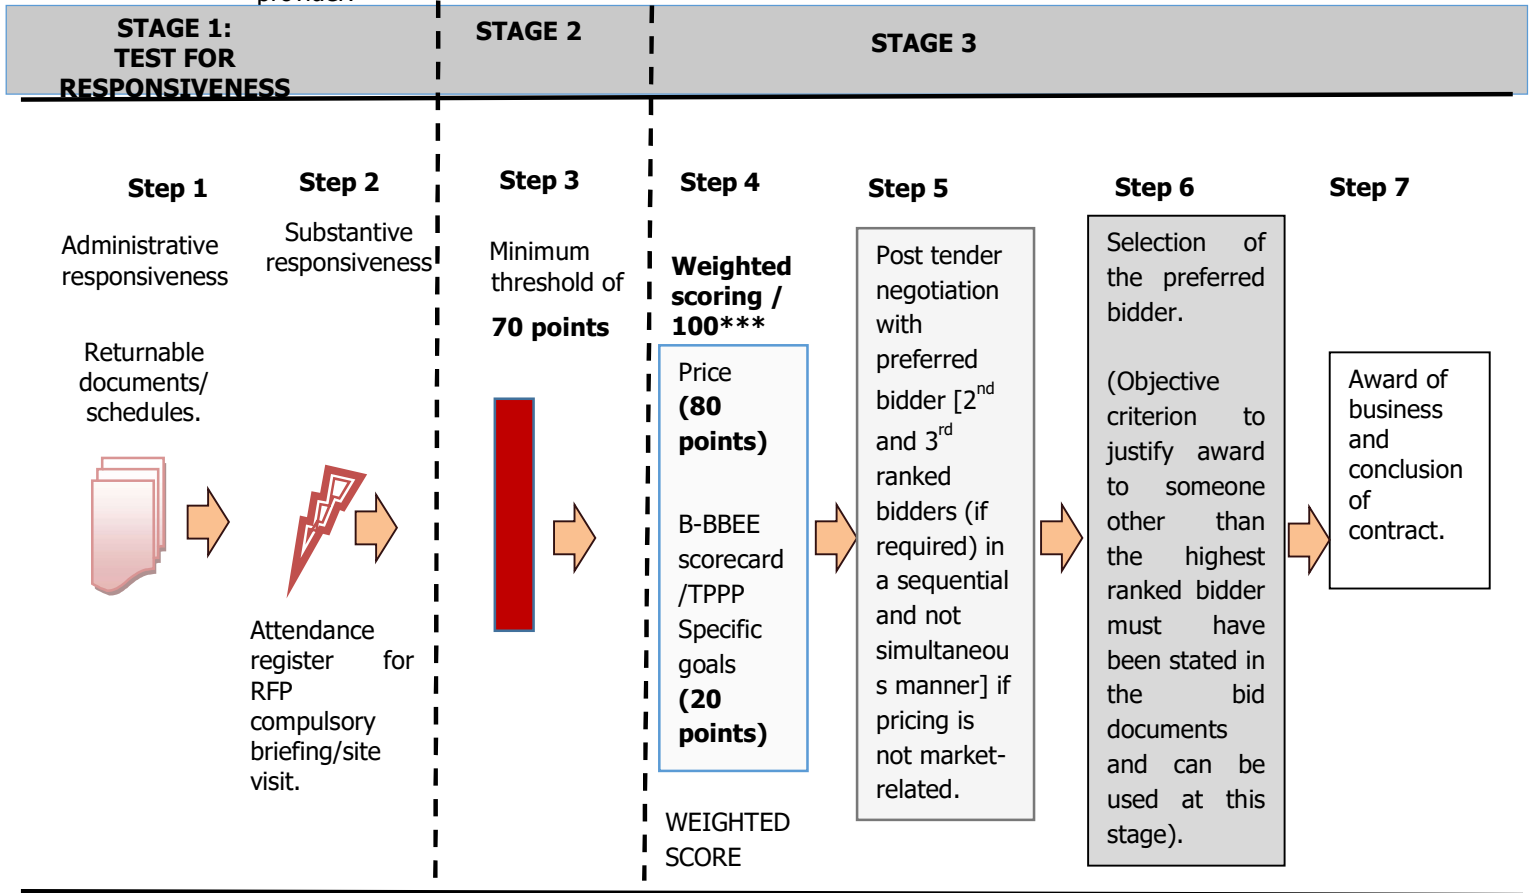 provider.
STAGE 1:
TEST FOR
RESPONSIVENESS
STAGE 2
STAGE 3
Step 1
Administrative
responsiveness
Returnable
documents/
schedules.
Step 2
Substantive
responsiveness
Attendance
register for
RFP
compulsory
briefing/site
visit.
Step 3
Minimum
threshold of
70 points
Step 4
Weighted
scoring /
100***
Price
(80
points)
B-BBEE
scorecard
/TPPP
Specific
goals
(20
points)
WEIGHTED
SCORE
Step 5
Post tender
negotiation
with
preferred
bidder [2nd
and 3rd
ranked
bidders (if
required) in
a sequential
and not
simultaneou
s manner] if
pricing is
not market-
related.
Step 6
Selection of
the preferred
bidder.
(Objective
criterion to
justify award
to someone
other than
the highest
ranked bidder
must have
been stated in
the bid
documents
and can be
used at this
stage).
Step 7
Award of
business
and
conclusion
of
contract.